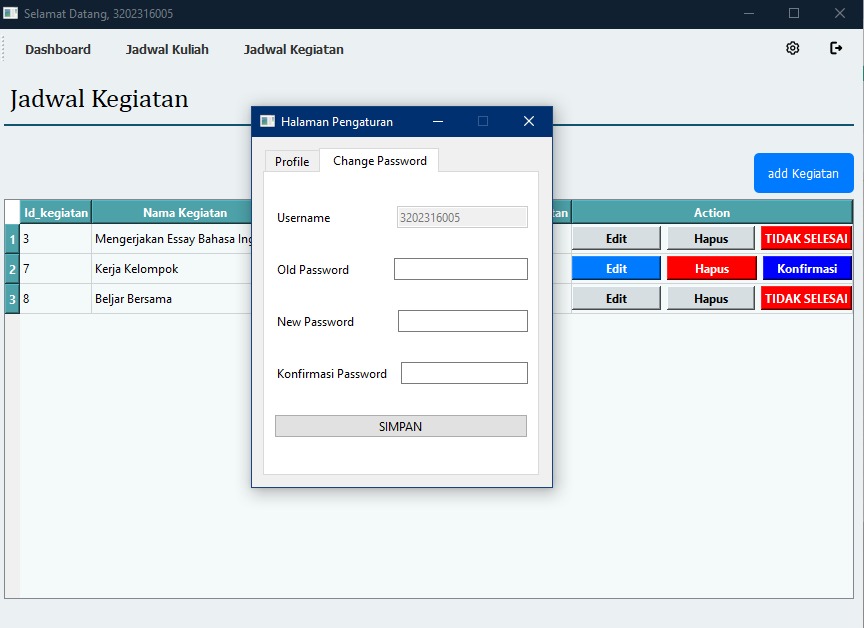 Selamat Datang, 3202316005
Dashboard Jadwal Kuliah Jadwal Kegiatan
Jadwal Kegiatan
Halaman Pengaturan
Profile Change Password
Username 3202316005
Old Password
New Password
Konfirmasi Password
SIMPAN
add Kegiatan
Id_kegiatan Nama Kegiatan Action
1 3 Mengerjakan Essay Bahasa Edit Hapus TIDAK SELESAI
2 7 Kerja Kelompok Edit Hapus Konfirmasi
3 8 Beljar Bersama Edit Hapus TIDAK SELESAI